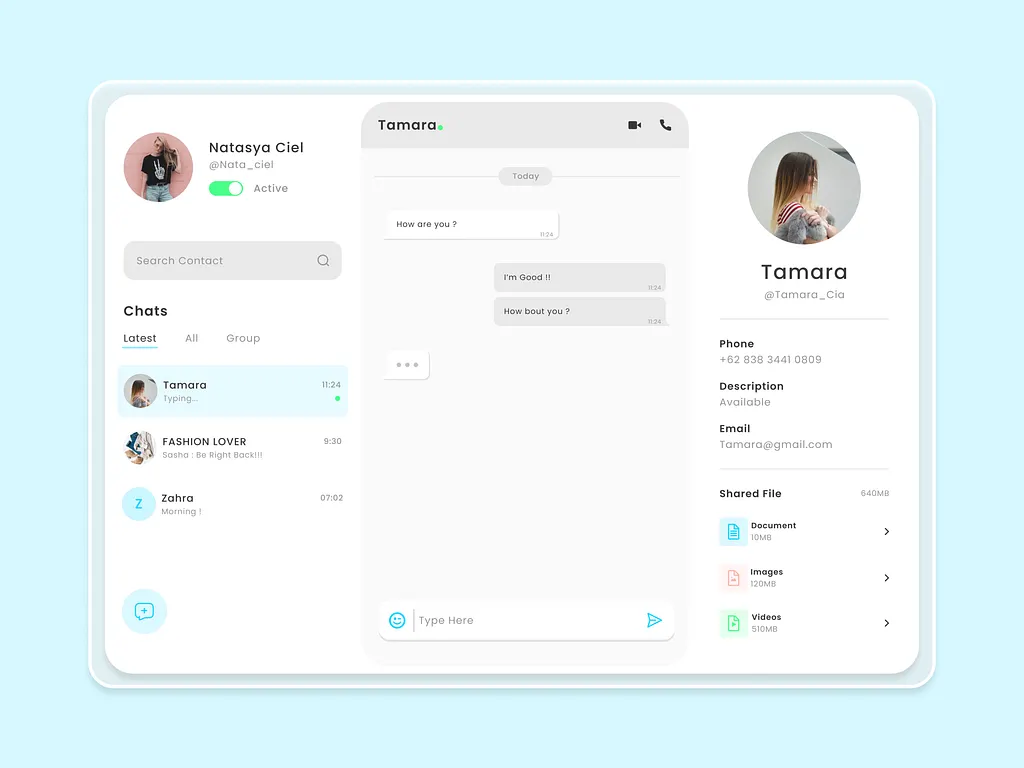 Natasya Ciel
@Nata_ciel
Active
Search Contact
Chats
Latest All Group
Tamara 11:24
Typing...
FASHION LOVER 9:30
Sasha : Be Right Back!!!
Z
Zahra 07:02
Morning !
Tamara
Today
How are you ?
11:24
I'm Good !!
11:24
How bout you ?
11:24
Type Here
Tamara
@Tamara_Cia
Phone
+62 838 3441 0809
Description
Available
Email
Tamara@gmail.com
Shared File 640MB
Document
10MB
Images
120MB
Videos
510MB